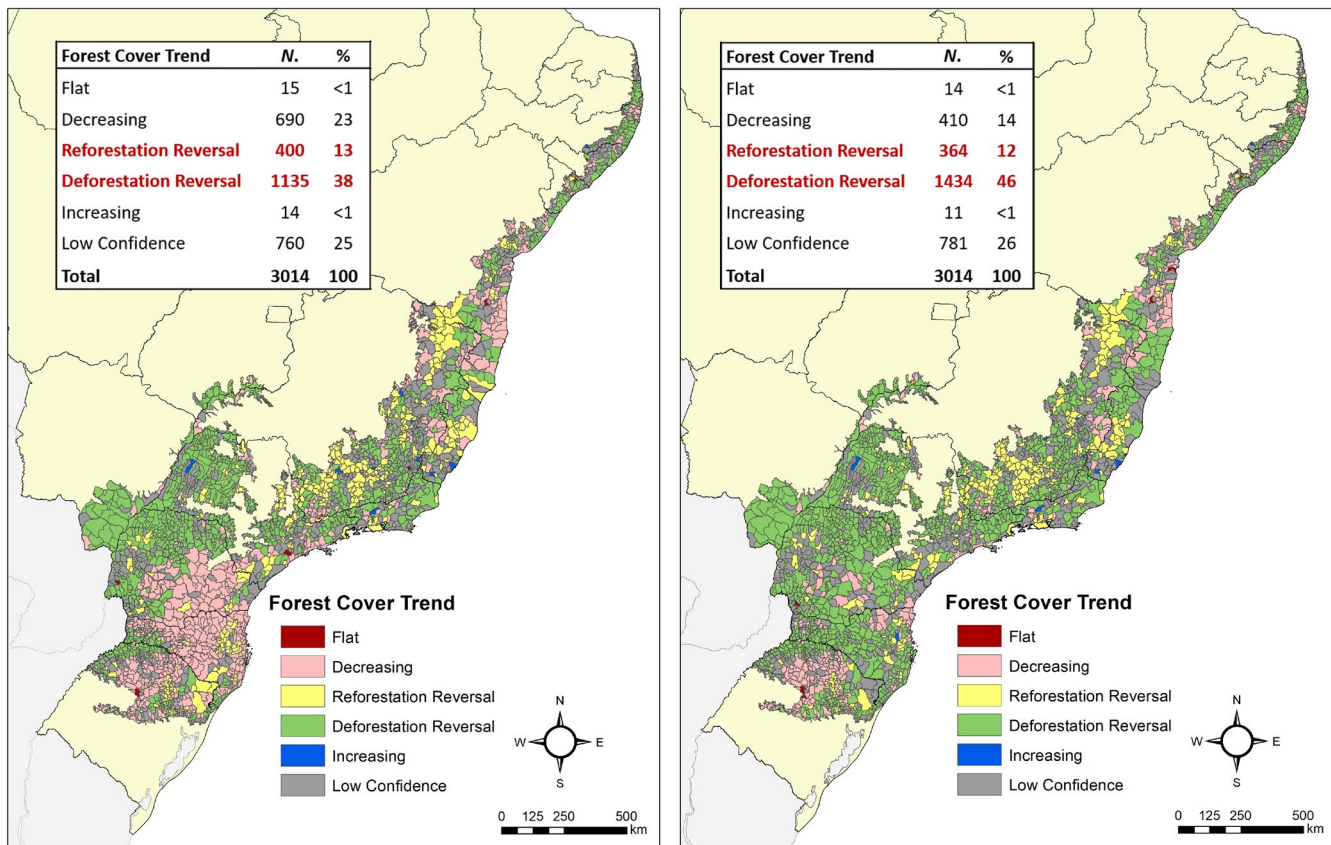 Forest Cover Trend N. %
Flat 15 <1
Decreasing 690 23
Reforestation Reversal 400 13
Deforestation Reversal 1135 38
Increasing 14 <1
Low Confidence 760 25
Total 3014 100
Forest Cover Trend
Flat
Decreasing
Reforestation Reversal
Deforestation Reversal
Increasing
Low Confidence
N
W E
S
0 125 250 500
km
Forest Cover Trend N. %
Flat 14 <1
Decreasing 410 14
Reforestation Reversal 364 12
Deforestation Reversal 1434 46
Increasing 11 <1
Low Confidence 781 26
Total 3014 100
Forest Cover Trend
Flat
Decreasing
Reforestation Reversal
Deforestation Reversal
Increasing
Low Confidence
N
W E
S
0 125 250 500
km